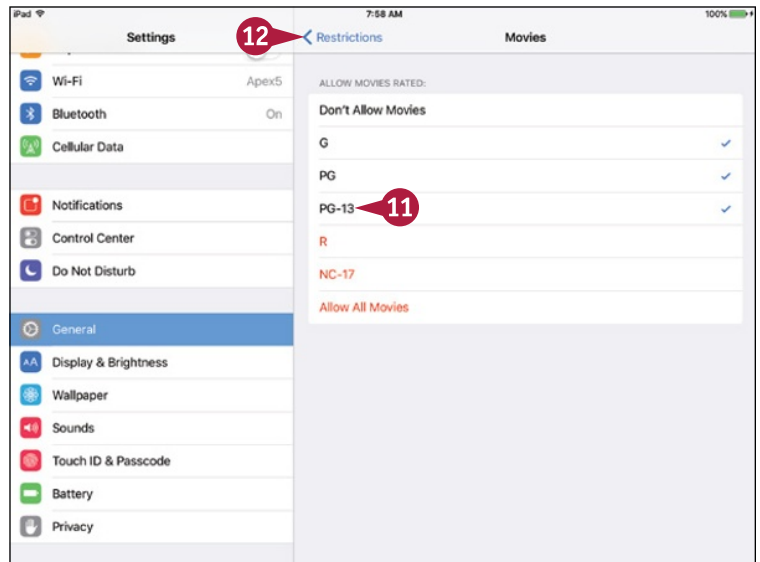 iPad 7:58 AM 100%
Settings
12
Restrictions Movies
Wi-Fi Apex5
Bluetooth On
Cellular Data
Notifications
Control Center
Do Not Disturb
General
AA Display & Brightness
Wallpaper
Sounds
Touch ID & Passcode
Battery
Privacy
ALLOW MOVIES RATED:
Don't Allow Movies
G
PG
PG-13 11
R
NC-17
Allow All Movies